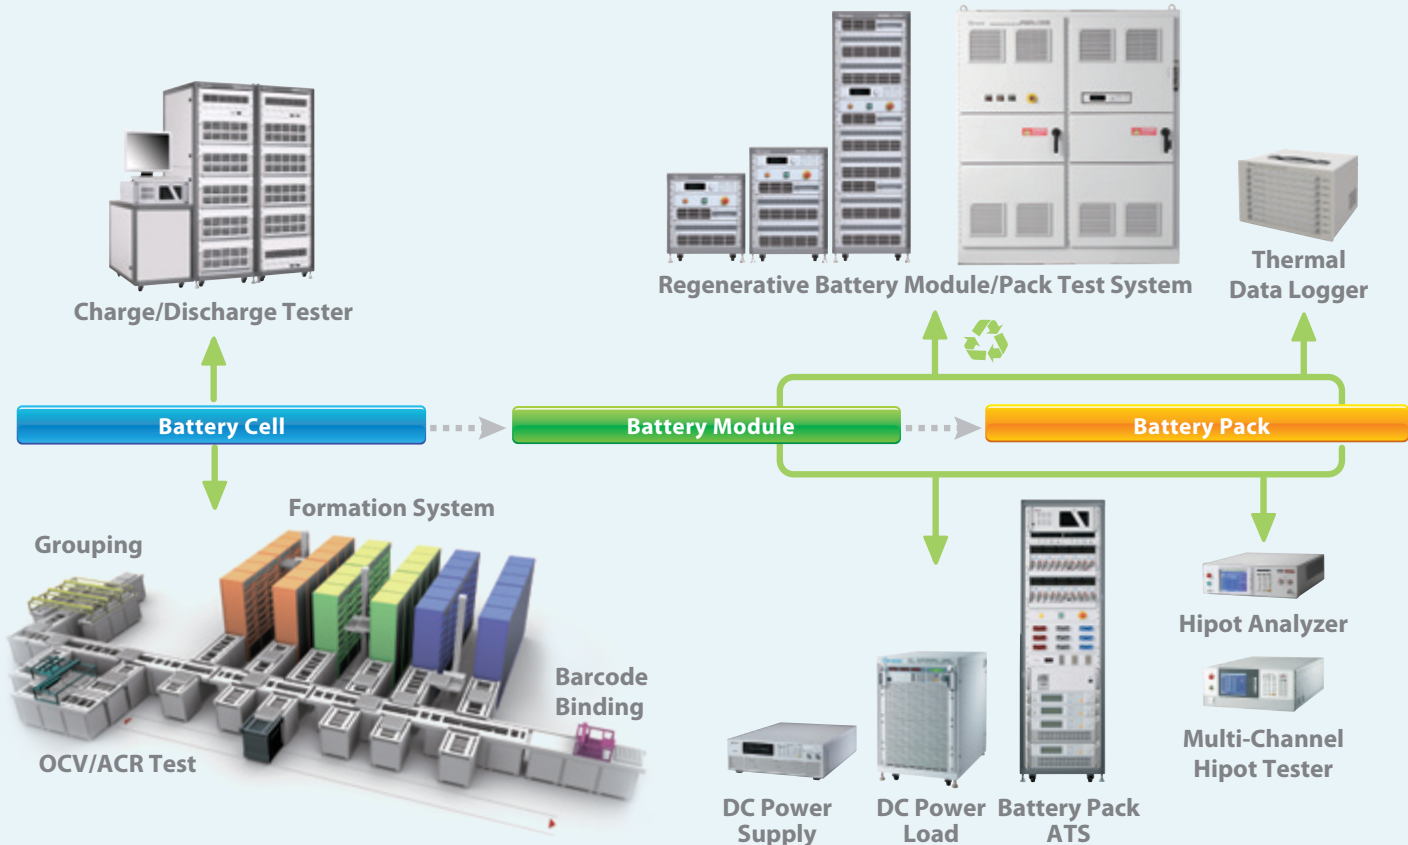 Charge/Discharge Tester
Regenerative Battery Module/Pack Test System
Thermal
Data Logger
Battery Cell
Battery Module
Battery Pack
Formation System
Grouping
Barcode
Binding
OCV/ACR Test
Hipot Analyzer
Multi-Channel
Hipot Tester
DC Power
Supply
DC Power
Load
Battery Pack
ATS